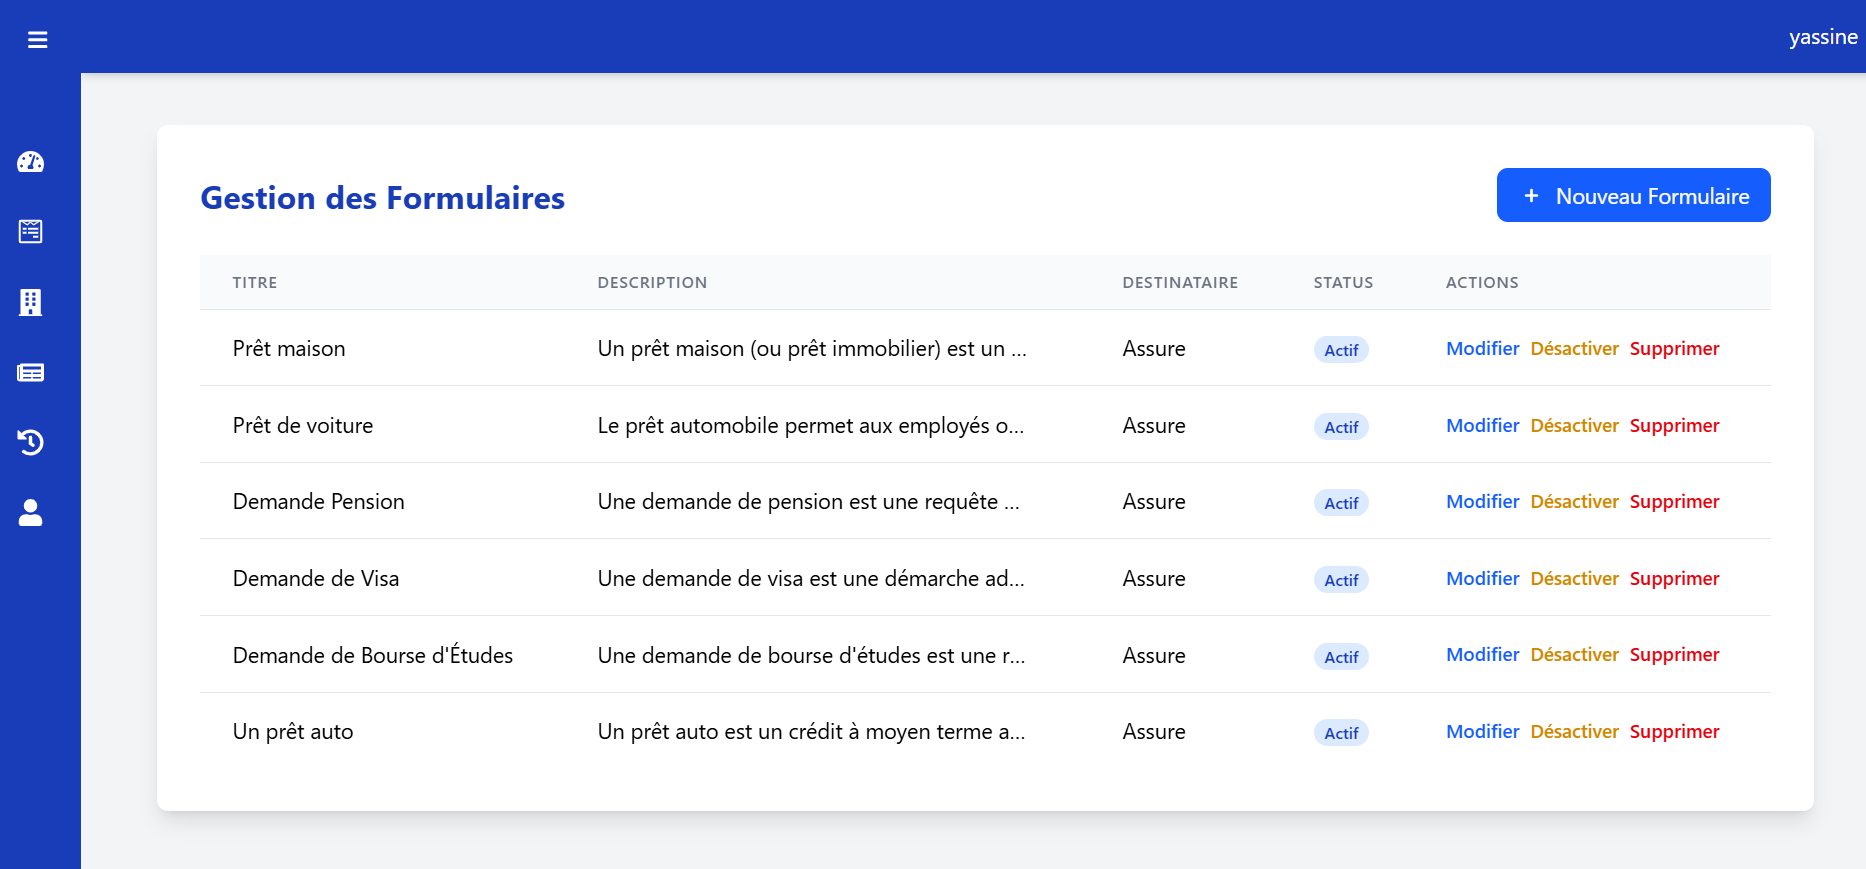 yassine
Gestion des Formulaires
+ Nouveau Formulaire
TITRE DESCRIPTION DESTINATAIRE STATUS ACTIONS
Prêt maison Un prêt maison (ou prêt immobilier) est un ... Assure Actif Modifier Désactiver Supprimer
Prêt de voiture Le prêt automobile permet aux employés o... Assure Actif Modifier Désactiver Supprimer
Demande Pension Une demande de pension est une requête ... Assure Actif Modifier Désactiver Supprimer
Demande de Visa Une demande de visa est une démarche ad... Assure Actif Modifier Désactiver Supprimer
Demande de Bourse d'Études Une demande de bourse d'études est une r... Assure Actif Modifier Désactiver Supprimer
Un prêt auto Un prêt auto est un crédit à moyen terme a... Assure Actif Modifier Désactiver Supprimer